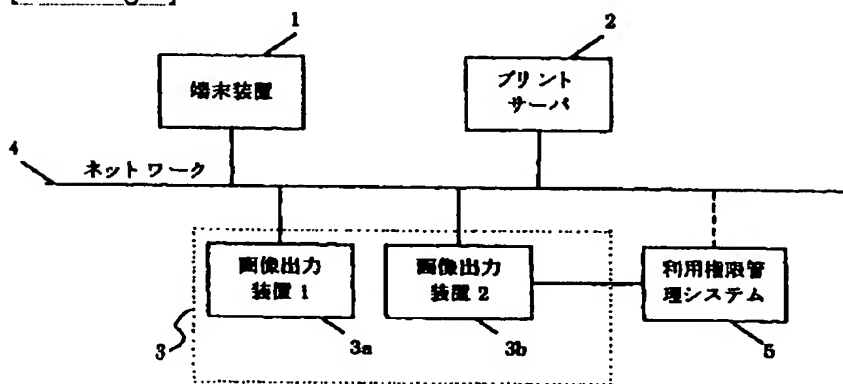 1
2
端末装置
プリント
サーバ
4
ネットワーク
画像出力
装置 1
画像出力
装置 2
利用権限管
理システム
3
3a
3b
5